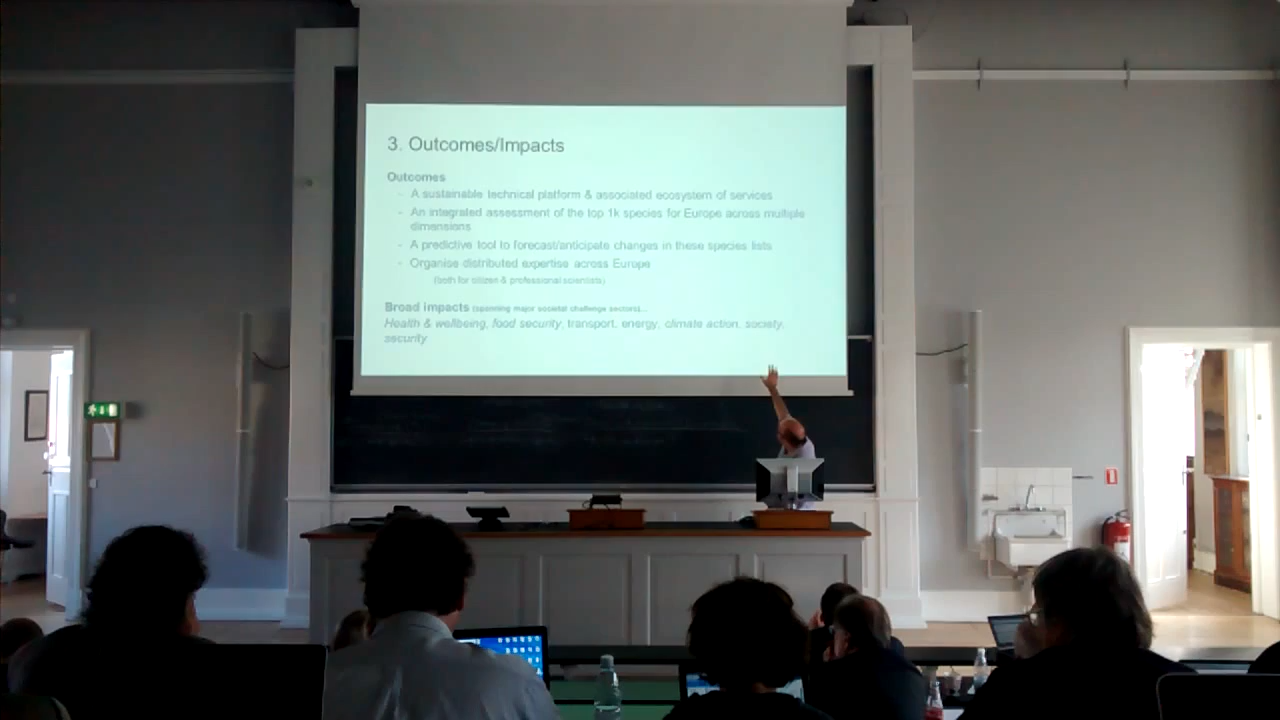 3. Outcomes/Impacts
Outcomes
- A sustainable technical platform & associated ecosystem of services
- An integrated assessment of the top 1k species for Europe across multiple
dimensions
- A predictive tool to forecast/anticipate changes in these species lists
- Organise distributed expertise across Europe
(both for citizen & professional scientists)
Broad impacts (spanning major societal challenge sectors)...
Health & wellbeing, food security, transport, energy, climate action, society,
security